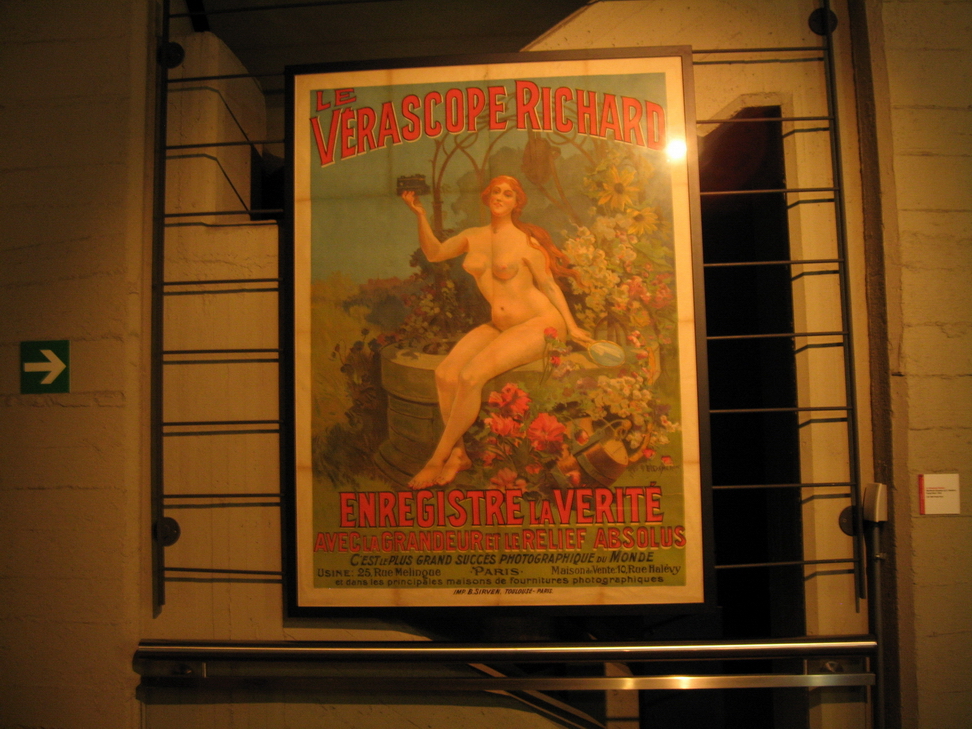 LE
VÉRASCOPE RICHARD
ENREGISTRE LA VERITÉ
AVEC LA GRANDEUR ET LE RELIEF ABSOLUS
C'EST LE PLUS GRAND SUCCÈS PHOTOGRAPHIQUE DU MONDE
USINE: 25, Rue Mélingue PARIS Maison de Vente: 10, Rue Halévy
et dans les principales maisons de fournitures photographiques
IMP. B. SIRVEN, TOULOUSE-PARIS.